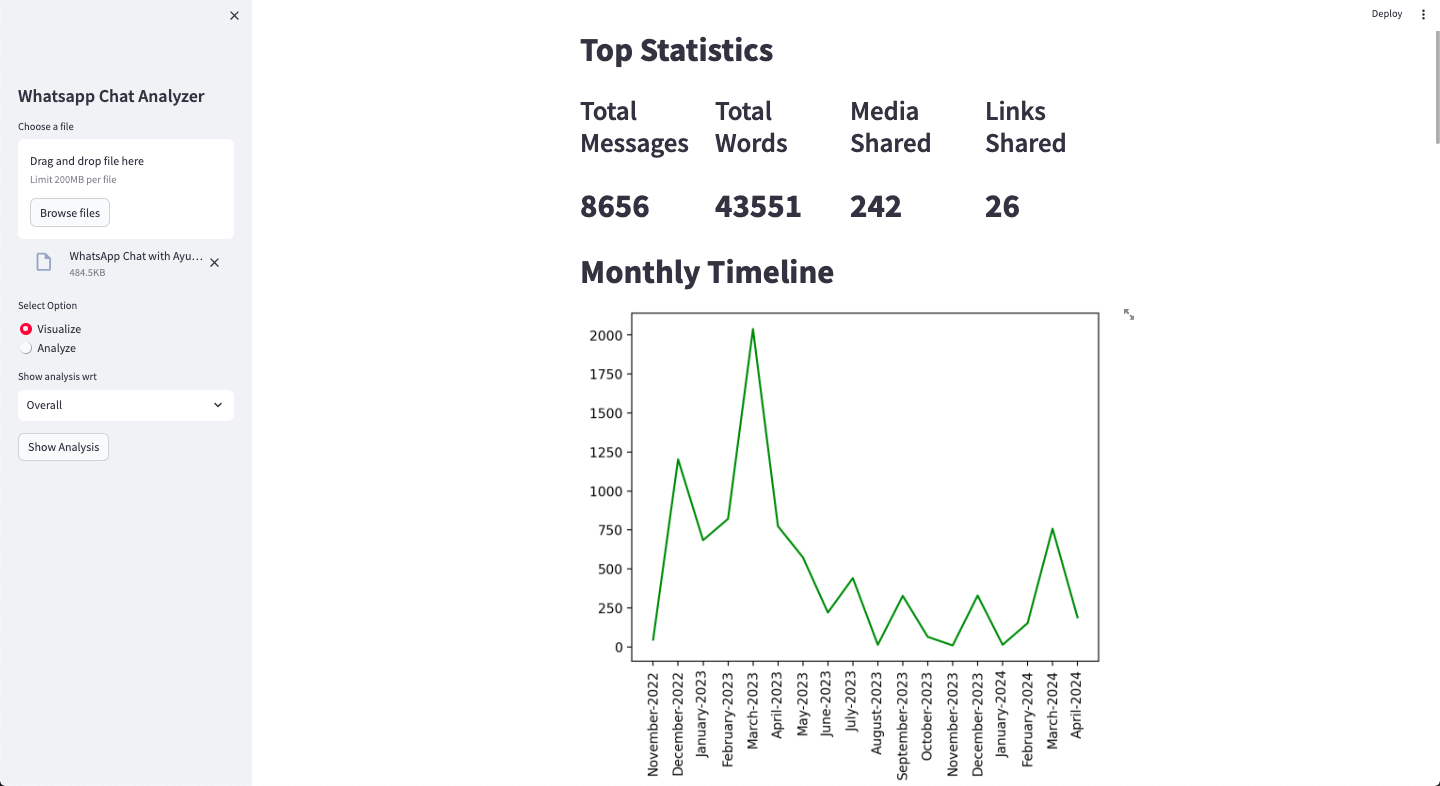 Deploy
Whatsapp Chat Analyzer
Choose a file
Drag and drop file here
Limit 200MB per file
Browse files
WhatsApp Chat with Ayu...
484.5KB
Select Option
Visualize
Analyze
Show analysis wrt
Overall
Show Analysis
Top Statistics
Total Messages
Total Words
Media Shared
Links Shared
8656
43551
242
26
Monthly Timeline
2000
1750
1500
1250
1000
750
500
250
0
November-2022
December-2022
January-2023
February-2023
March-2023
April-2023
May-2023
June-2023
July-2023
August-2023
September-2023
October-2023
November-2023
December-2023
January-2024
February-2024
March-2024
April-2024